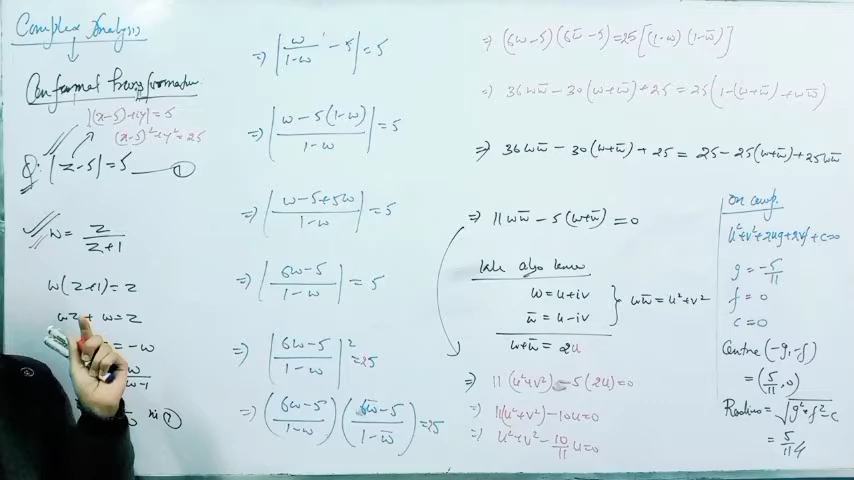 Complex Analysis
Conformal transformation
|(x-5)+iy|=5
(x-5)²+y²=25
Q: |z-5|=5 —— ①
w = z/(z+1)
w(z+1)=z
wz + w = z
= -w
w/(w-1)
in ①
⇒ |w/(1-w) - 5| = 5
⇒ |(w-5(1-w))/(1-w)| = 5
⇒ |(w-5+5w)/(1-w)| = 5
⇒ |(6w-5)/(1-w)| = 5
⇒ |(6w-5)/(1-w)|² = 25
⇒ ((6w-5)/(1-w)) ((6w̅-5)/(1-w̅)) = 25
⇒ (6w-5)(6w̅-5)=25[(1-w)(1-w̅)]
⇒ 36ww̅ - 30(w+w̅) + 25 = 25(1-(w+w̅)+ww̅)
⇒ 36ww̅ - 30(w+w̅) + 25 = 25-25(w+w̅)+25ww̅
⇒ 11ww̅ - 5(w+w̅) = 0
We also know
w = u+iv
w̅ = u-iv
} ww̅ = u²+v²
w+w̅ = 2u
⇒ 11(u²+v²) - 5(2u)=0
⇒ 11(u²+v²) - 10u=0
⇒ u²+v² - 10/11 u=0
On comp.
u²+v²+2ug+2vf+c=0
g = -5/11
f = 0
c = 0
Centre (-g,-f)
= (5/11, 0)
Radius = √(g²+f²-c)
= 5/11